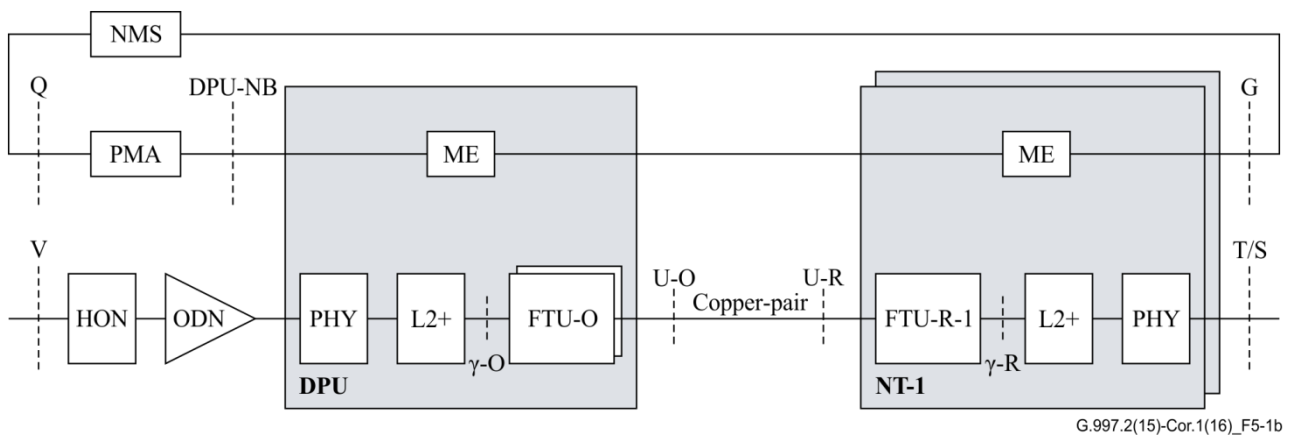 NMS
Q
DPU-NB
G
PMA
ME
ME
V
T/S
U-O
U-R
Copper-pair
HON
ODN
PHY
L2+
FTU-O
FTU-R-1
L2+
PHY
γ-O
γ-R
DPU
NT-1
G.997.2(15)-Cor.1(16)_F5-1b